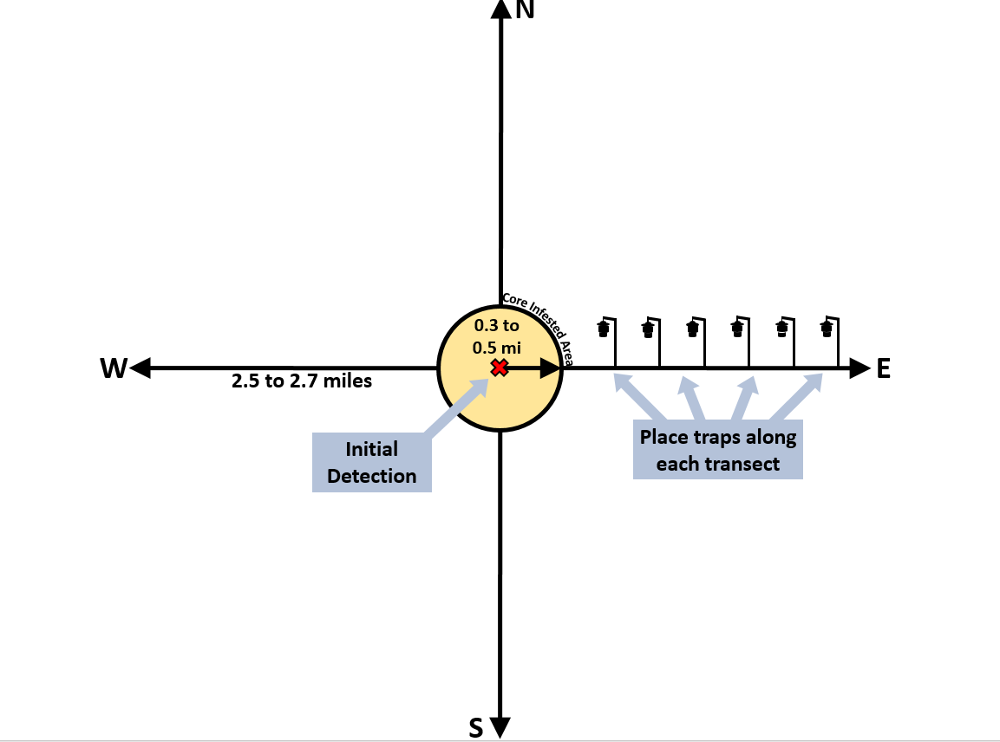 N
Core Infested Area
0.3 to
0.5 mi
W
E
2.5 to 2.7 miles
Initial
Detection
Place traps along
each transect
S